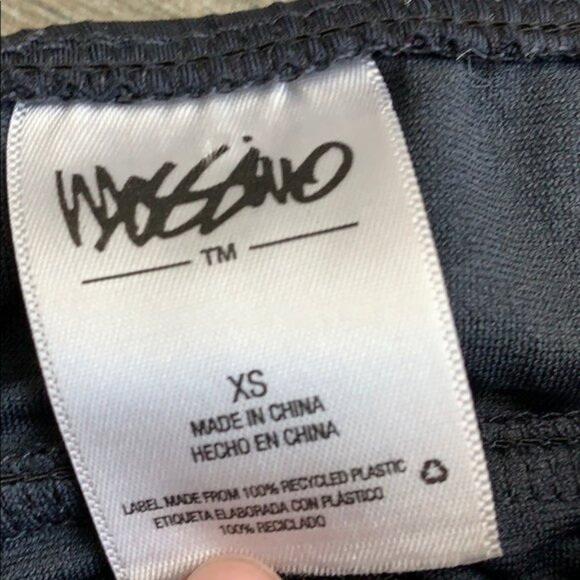 MOSSIMO
TM
XS
MADE IN CHINA
HECHO EN CHINA
LABEL MADE FROM 100% RECYCLED PLASTIC
ETIQUETA ELABORADA CON PLÁSTICO
100% RECICLADO